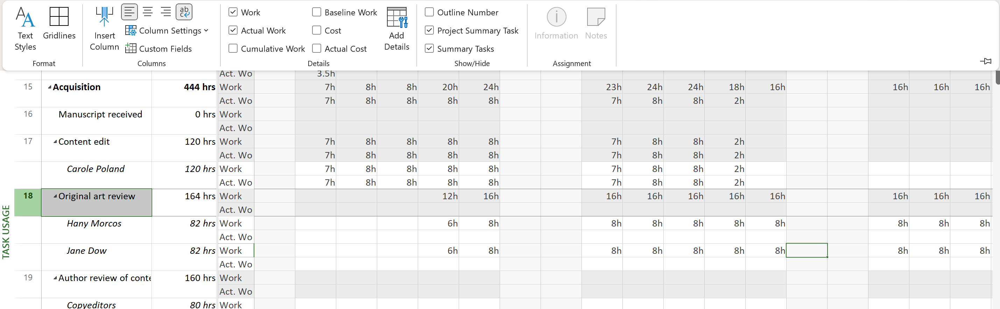 Text Styles
Gridlines
Format
Insert Column
Column Settings
Custom Fields
Columns
Work
Actual Work
Cumulative Work
Baseline Work
Cost
Actual Cost
Add Details
Details
Outline Number
Project Summary Task
Summary Tasks
Show/Hide
Information
Notes
Assignment
TASK USAGE
Act. Wo 3.5h
15 Acquisition 444 hrs Work 7h 8h 8h 20h 24h 23h 24h 24h 18h 16h 16h 16h 16h
Act. Wo 7h 8h 8h 8h 8h 7h 8h 8h 2h
16 Manuscript received 0 hrs Work
Act. Wo
17 Content edit 120 hrs Work 7h 8h 8h 8h 8h 7h 8h 8h 2h
Act. Wo 7h 8h 8h 8h 8h 7h 8h 8h 2h
Carole Poland 120 hrs Work 7h 8h 8h 8h 8h 7h 8h 8h 2h
Act. Wo 7h 8h 8h 8h 8h 7h 8h 8h 2h
18 Original art review 164 hrs Work 12h 16h 16h 16h 16h 16h 16h 16h 16h 16h
Act. Wo
Hany Morcos 82 hrs Work 6h 8h 8h 8h 8h 8h 8h 8h 8h 8h
Act. Wo
Jane Dow 82 hrs Work 6h 8h 8h 8h 8h 8h 8h 8h 8h 8h
Act. Wo
19 Author review of conte 160 hrs Work
Act. Wo
Copyeditors 80 hrs Work